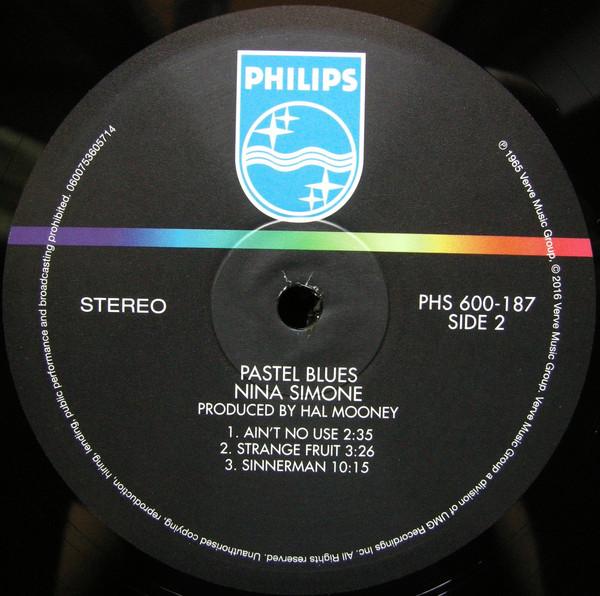 PHILIPS
STEREO
PHS 600-187
SIDE 2
PASTEL BLUES
NINA SIMONE
PRODUCED BY HAL MOONEY
1. AIN'T NO USE 2:35
2. STRANGE FRUIT 3:26
3. SINNERMAN 10:15
℗ 1965 Verve Music Group, © 2016 Verve Music Group, Verve Music Group a division of UMG Recordings Inc. All Rights reserved. Unauthorised copying, reproduction, hiring, lending, public performance and broadcasting prohibited. 0600753605714